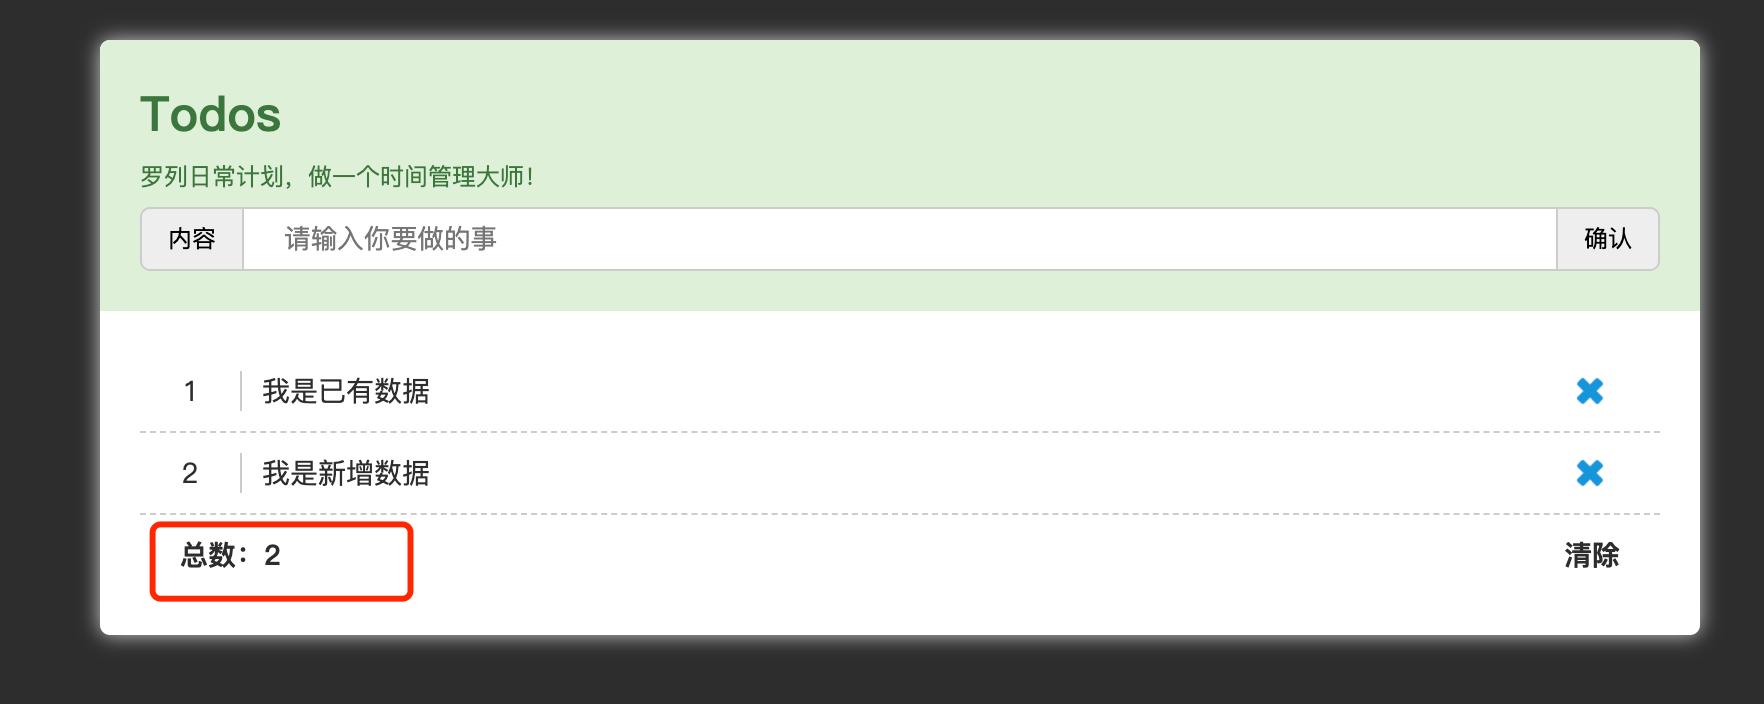 Todos
罗列日常计划，做一个时间管理大师！
内容 请输入你要做的事 确认
1 我是已有数据
2 我是新增数据
总数：2 清除